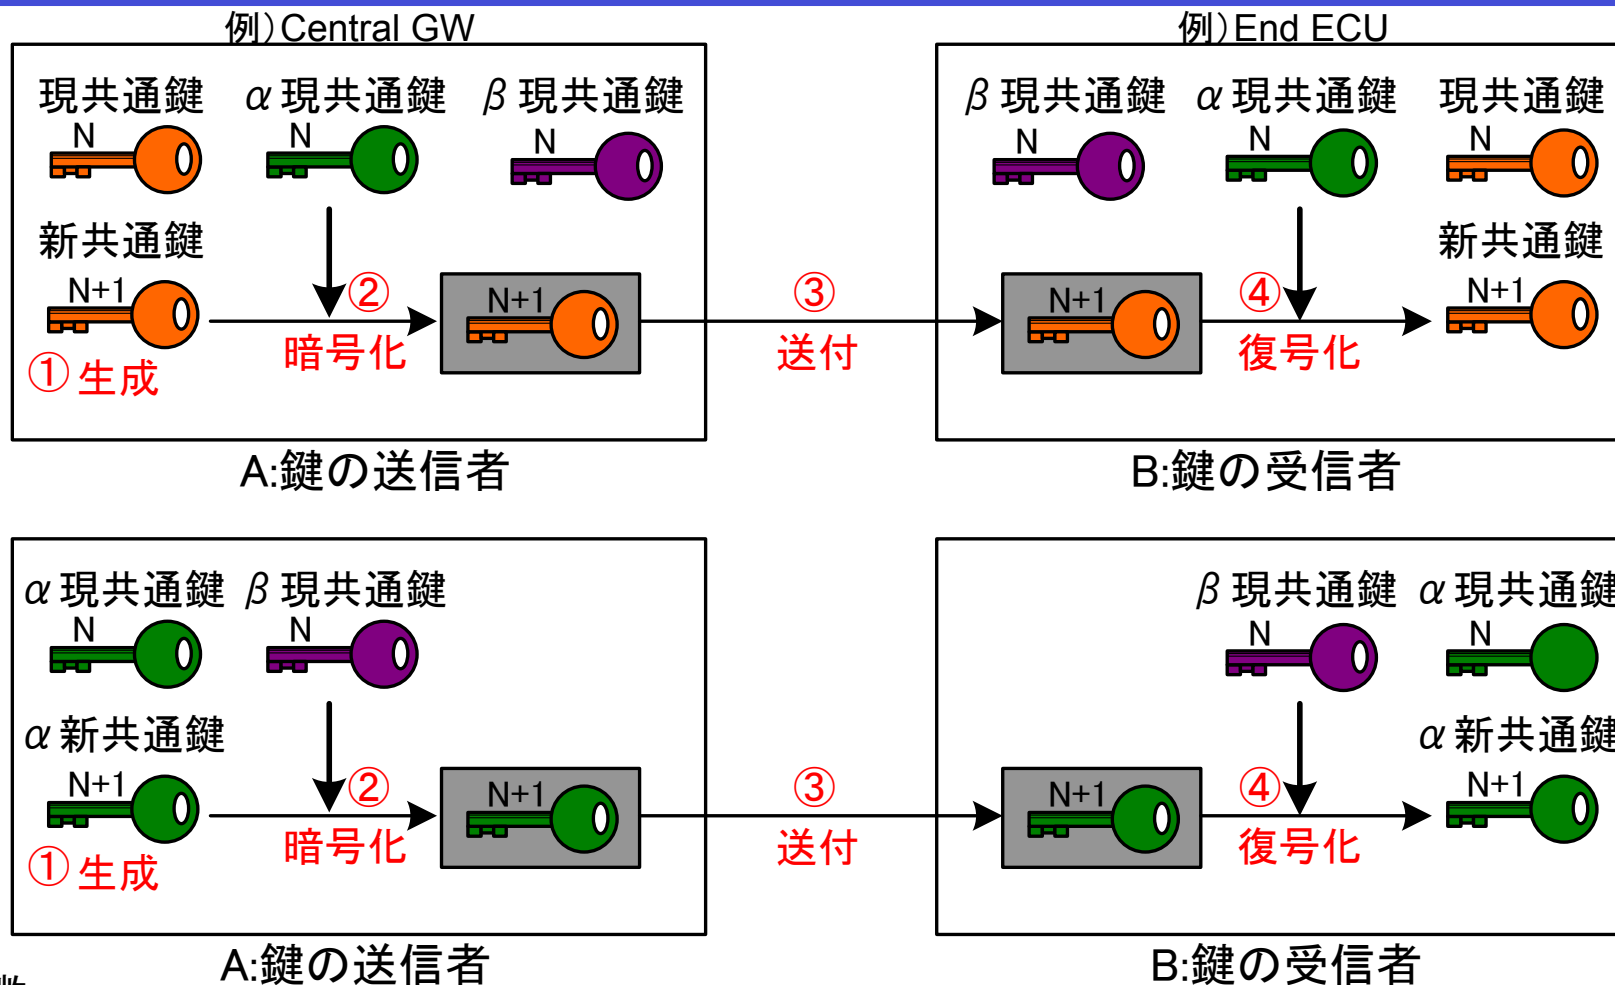 例）Central GW
例）End ECU
現共通鍵 α現共通鍵 β現共通鍵
N N N
新共通鍵
N+1
②
N+1
暗号化
①生成
③
送付
β現共通鍵 α現共通鍵 現共通鍵
N N N
新共通鍵
N+1
④
N+1
復号化
A:鍵の送信者
B:鍵の受信者
α現共通鍵 β現共通鍵
N N
α新共通鍵
N+1
②
N+1
暗号化
①生成
③
送付
β現共通鍵 α現共通鍵
N N
α新共通鍵
N+1
④
N+1
復号化
A:鍵の送信者
B:鍵の受信者